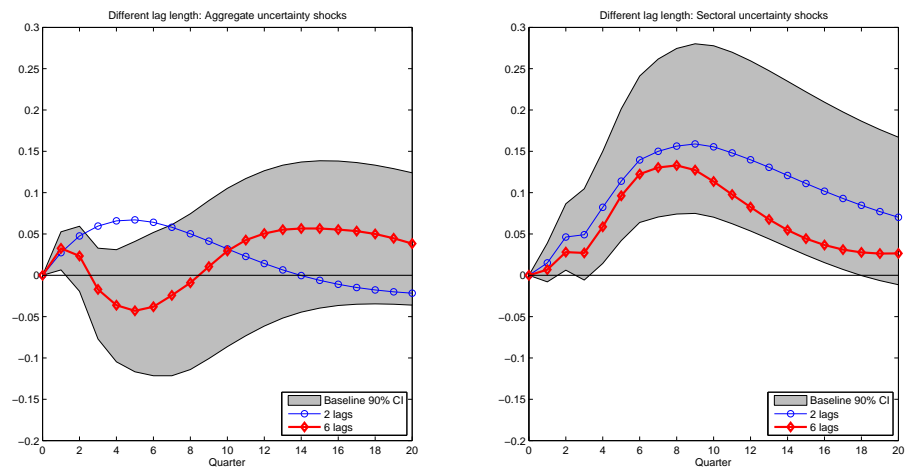 Different lag length: Aggregate uncertainty shocks
0.3
0.25
0.2
0.15
0.1
0.05
0
−0.05
−0.1
−0.15
−0.2
0 2 4 6 8 10 12 14 16 18 20
Quarter
Baseline 90% CI
2 lags
6 lags
Different lag length: Sectoral uncertainty shocks
0.3
0.25
0.2
0.15
0.1
0.05
0
−0.05
−0.1
−0.15
−0.2
0 2 4 6 8 10 12 14 16 18 20
Quarter
Baseline 90% CI
2 lags
6 lags